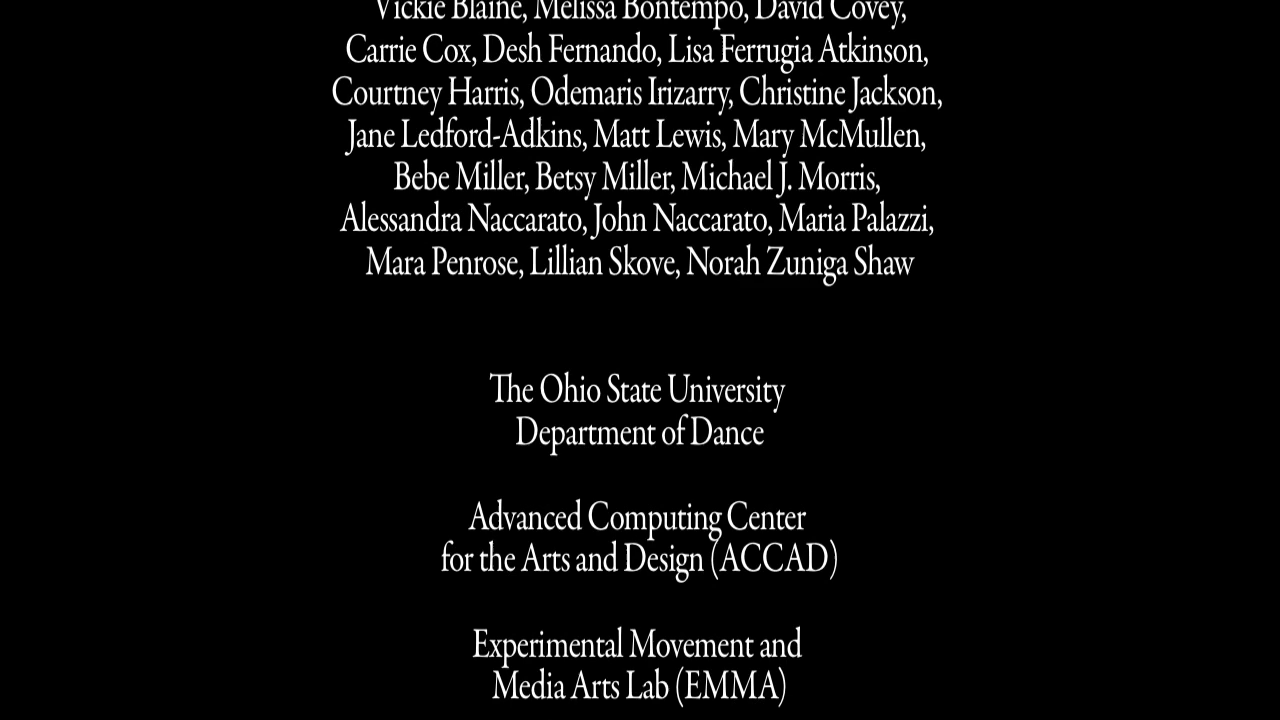 Vickie Blaine, Melissa Bontempo, David Covey,
Carrie Cox, Desh Fernando, Lisa Ferrugia Atkinson,
Courtney Harris, Odemaris Irizarry, Christine Jackson,
Jane Ledford-Adkins, Matt Lewis, Mary McMullen,
Bebe Miller, Betsy Miller, Michael J. Morris,
Alessandra Naccarato, John Naccarato, Maria Palazzi,
Mara Penrose, Lillian Skove, Norah Zuniga Shaw
The Ohio State University
Department of Dance
Advanced Computing Center
for the Arts and Design (ACCAD)
Experimental Movement and
Media Arts Lab (EMMA)